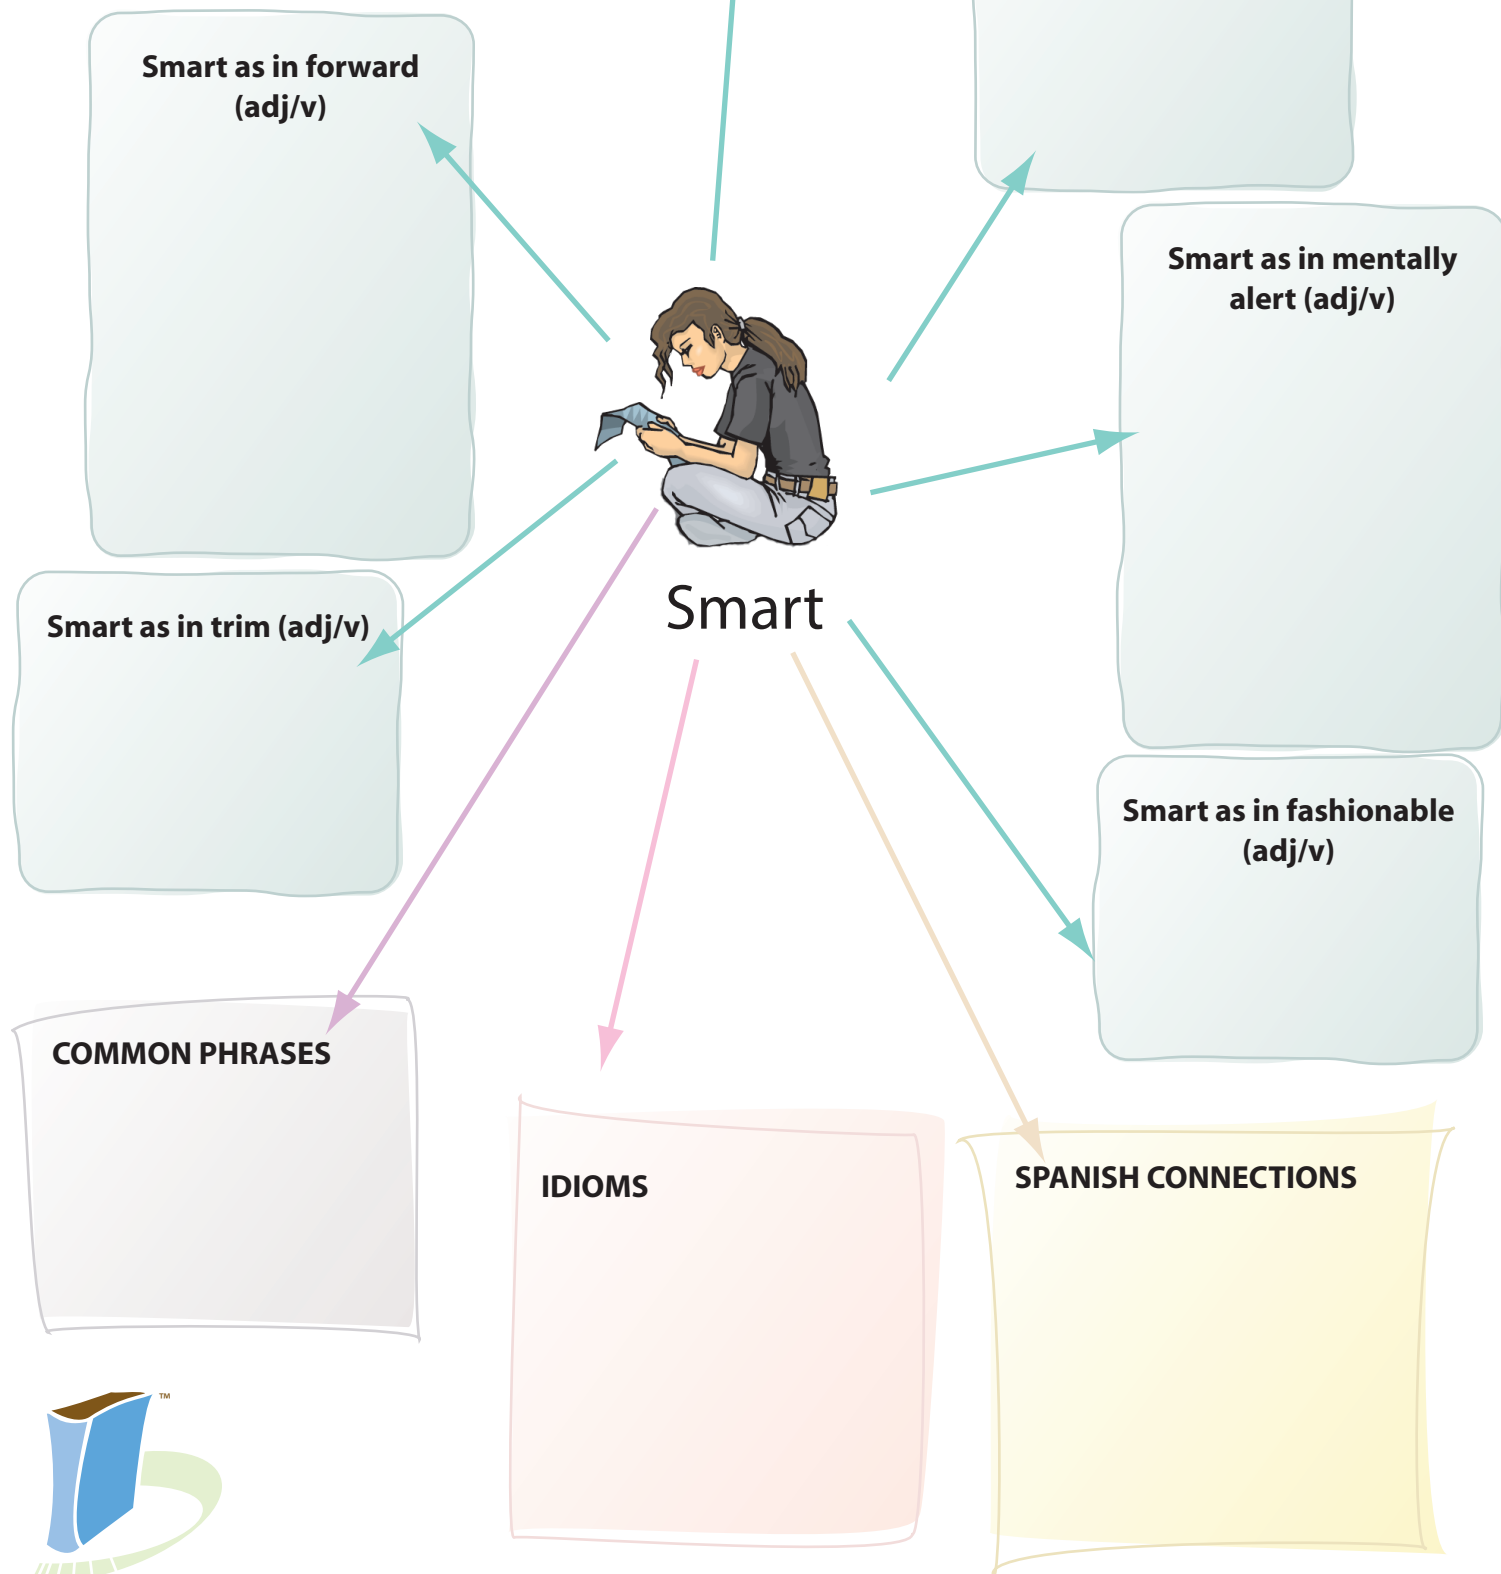 Smart as in forward
(adj/v)
Smart as in mentally
alert (adj/v)
Smart
Smart as in trim (adj/v)
Smart as in fashionable
(adj/v)
COMMON PHRASES
IDIOMS
SPANISH CONNECTIONS
TM